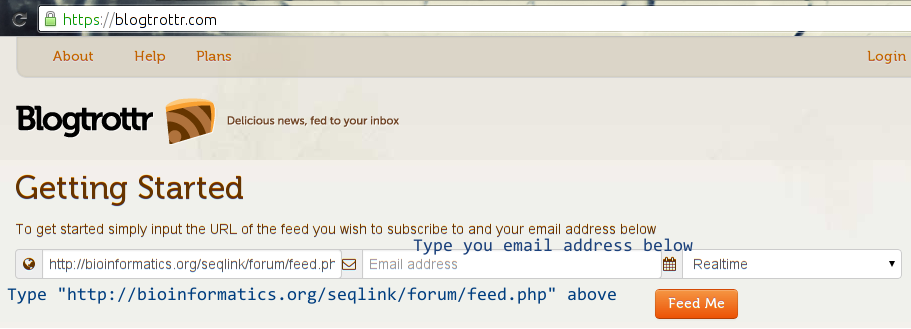 https://blogtrottr.com
About Help Plans Login
Blogtrottr Delicious news, fed to your inbox
Getting Started
To get started simply input the URL of the feed you wish to subscribe to and your email address below
Type you email address below
http://bioinformatics.org/seqlink/forum/feed.ph Email address Realtime
Type "http://bioinformatics.org/seqlink/forum/feed.php" above
Feed Me